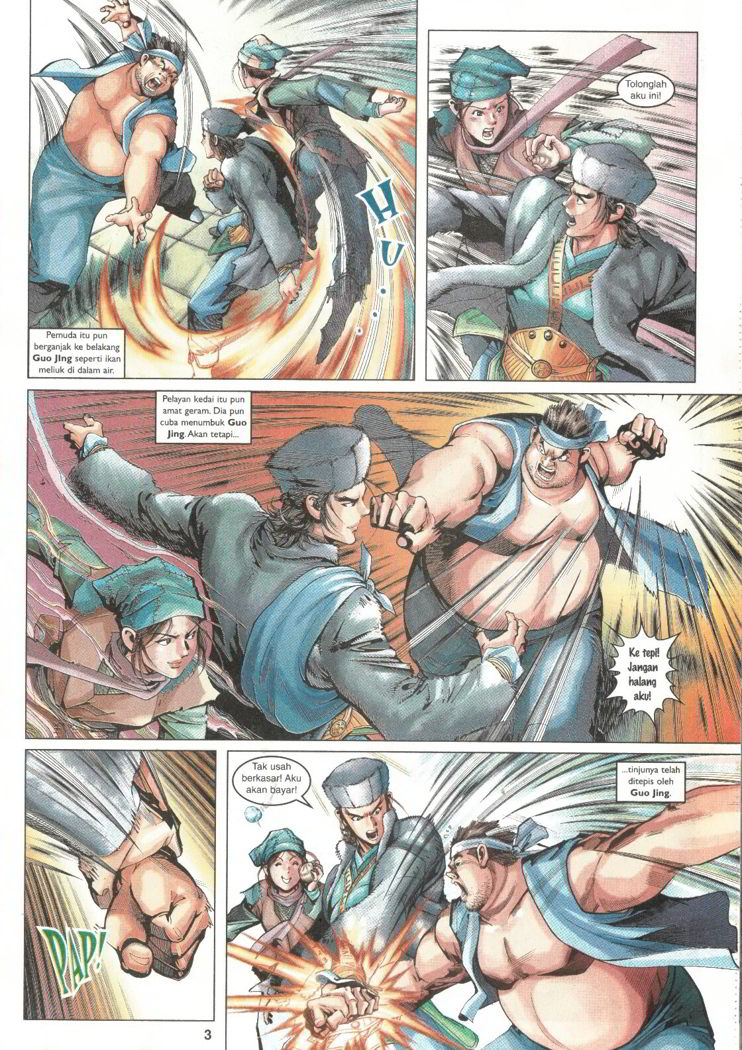 HU...
Pemuda itu pun
berganjak ke belakang
Guo JIng seperti ikan
meliuk di dalam air.
Tolonglah
aku ini!
Pelayan kedai itu pun
amat geram. Dia pun
cuba menumbuk Guo
Jing. Akan tetapi...
Ke tepi!
Jangan
halang
aku!
PAP!
Tak usah
berkasar! Aku
akan bayar!
...tinjunya telah
ditepis oleh
Guo Jing.
3